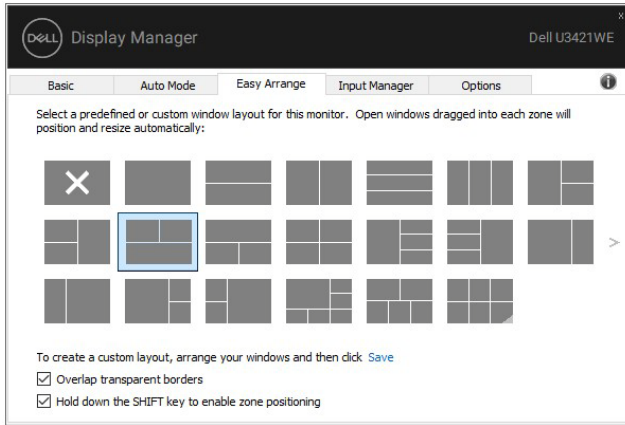 DELL Display Manager
Dell U3421WE
x
Basic Auto Mode Easy Arrange Input Manager Options
Select a predefined or custom window layout for this monitor. Open windows dragged into each zone will
position and resize automatically:
>
To create a custom layout, arrange your windows and then click Save
Overlap transparent borders
Hold down the SHIFT key to enable zone positioning